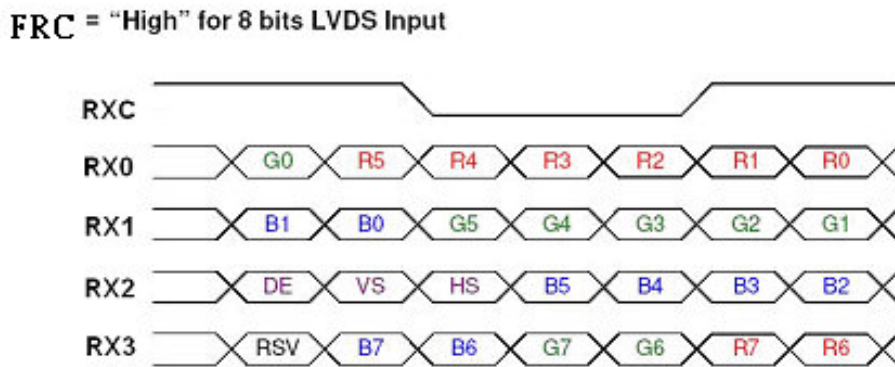 FRC = “High” for 8 bits LVDS Input
RXC
RX0 G0 R5 R4 R3 R2 R1 R0
RX1 B1 B0 G5 G4 G3 G2 G1
RX2 DE VS HS B5 B4 B3 B2
RX3 RSV B7 B6 G7 G6 R7 R6